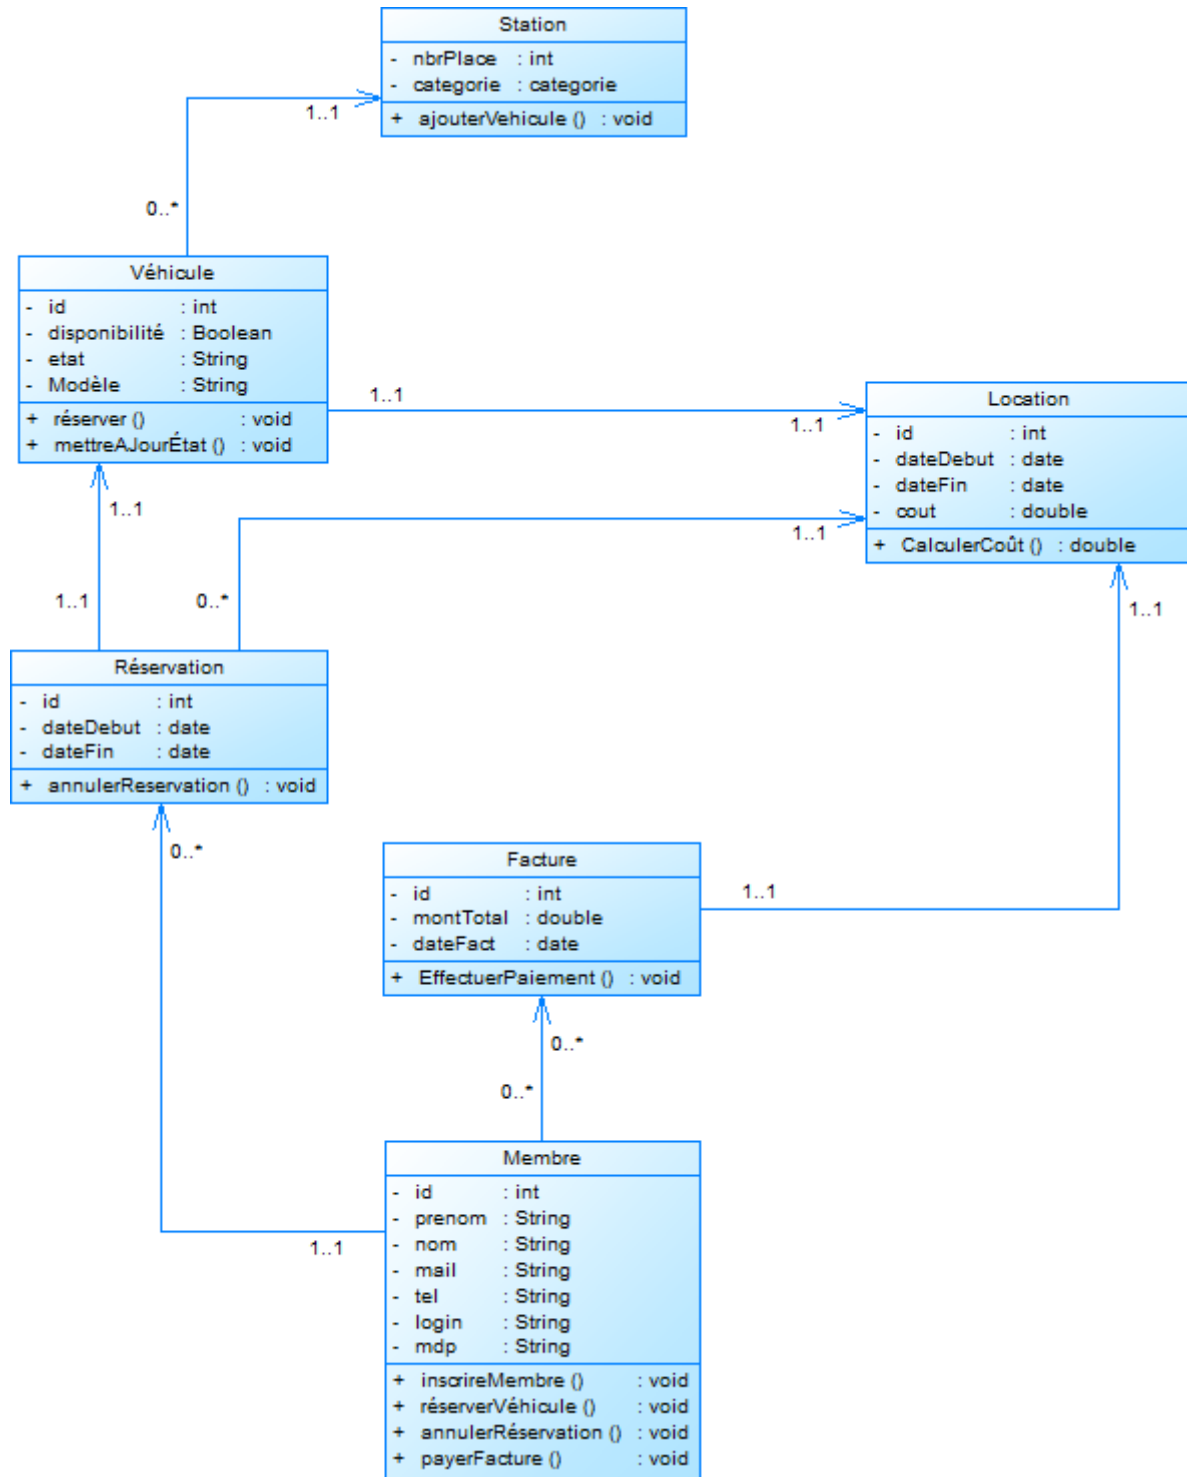 Station
- nbrPlace : int
- categorie : categorie
+ ajouterVehicule () : void
1..1
0..*
Véhicule
- id : int
- disponibilité : Boolean
- etat : String
- Modèle : String
+ réserver () : void
+ mettreAJourÉtat () : void
1..1
1..1
Location
- id : int
- dateDebut : date
- dateFin : date
- cout : double
+ CalculerCoût () : double
1..1
1..1
1..1
0..*
1..1
Réservation
- id : int
- dateDebut : date
- dateFin : date
+ annulerReservation () : void
0..*
Facture
- id : int
- montTotal : double
- dateFact : date
+ EffectuerPaiement () : void
1..1
0..*
0..*
Membre
- id : int
- prenom : String
- nom : String
- mail : String
- tel : String
- login : String
- mdp : String
+ inscrireMembre () : void
+ réserverVéhicule () : void
+ annulerRéservation () : void
+ payerFacture () : void
1..1